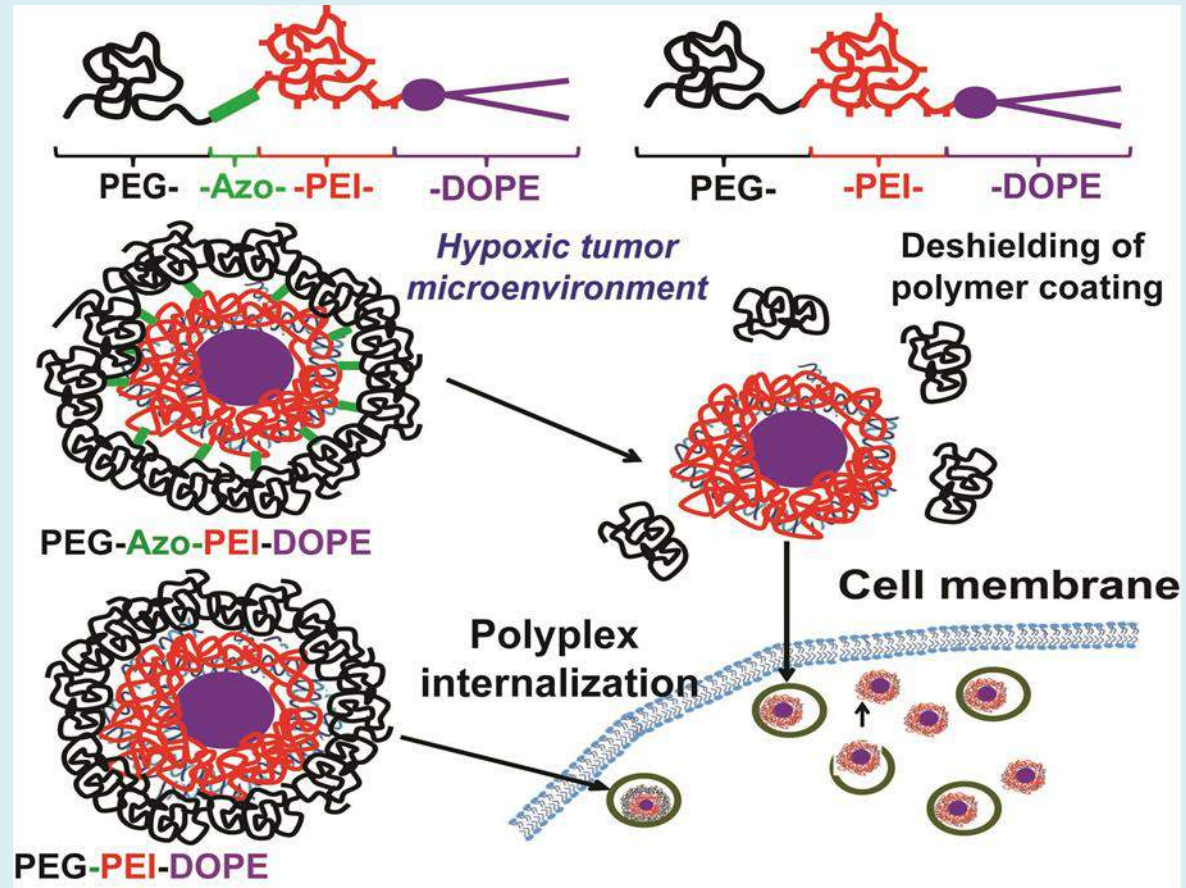 PEG- -Azo- -PEI- -DOPE
PEG- -PEI- -DOPE
Hypoxic tumor
microenvironment
Deshielding of
polymer coating
PEG-Azo-PEI-DOPE
Cell membrane
Polyplex
internalization
PEG-PEI-DOPE